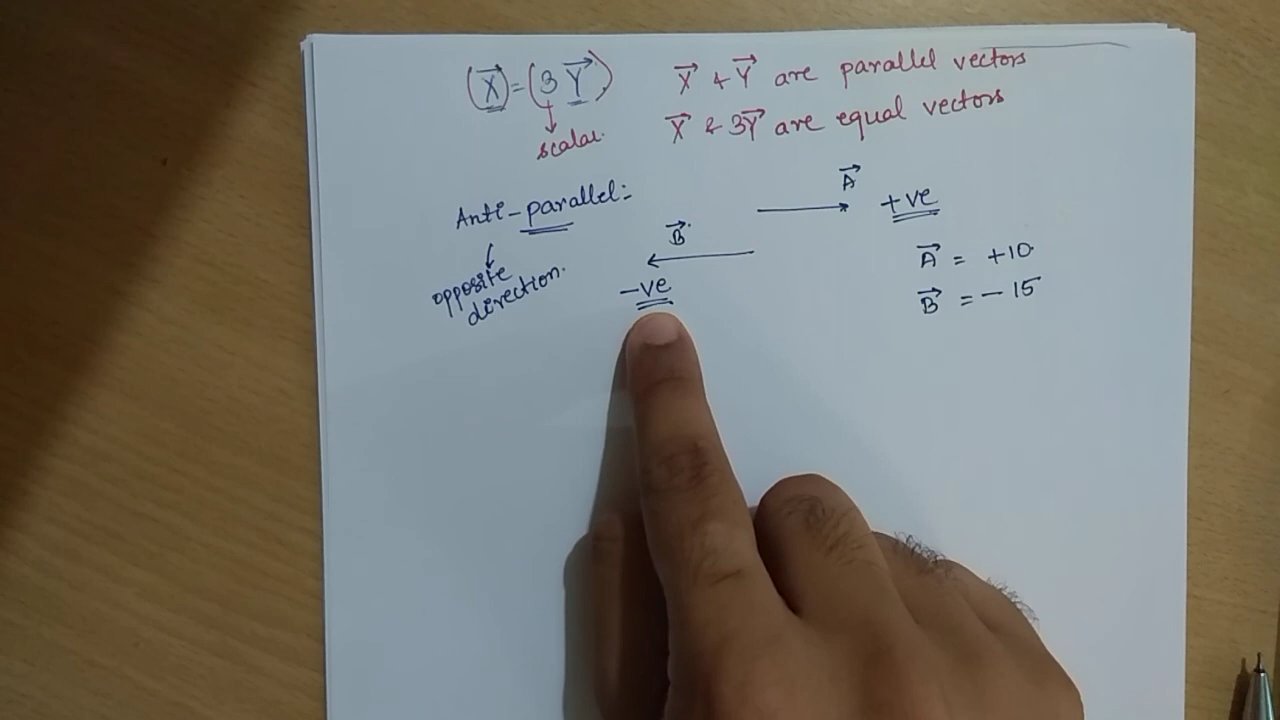 (X⃗) = (3 Y⃗)
scalar.
X⃗ & Y⃗ are parallel vectors
X⃗ & 3Y⃗ are equal vectors
Anti-parallel:-
opposite
direction.
A⃗
+ve
B⃗
-ve
A⃗ = +10
B⃗ = - 15